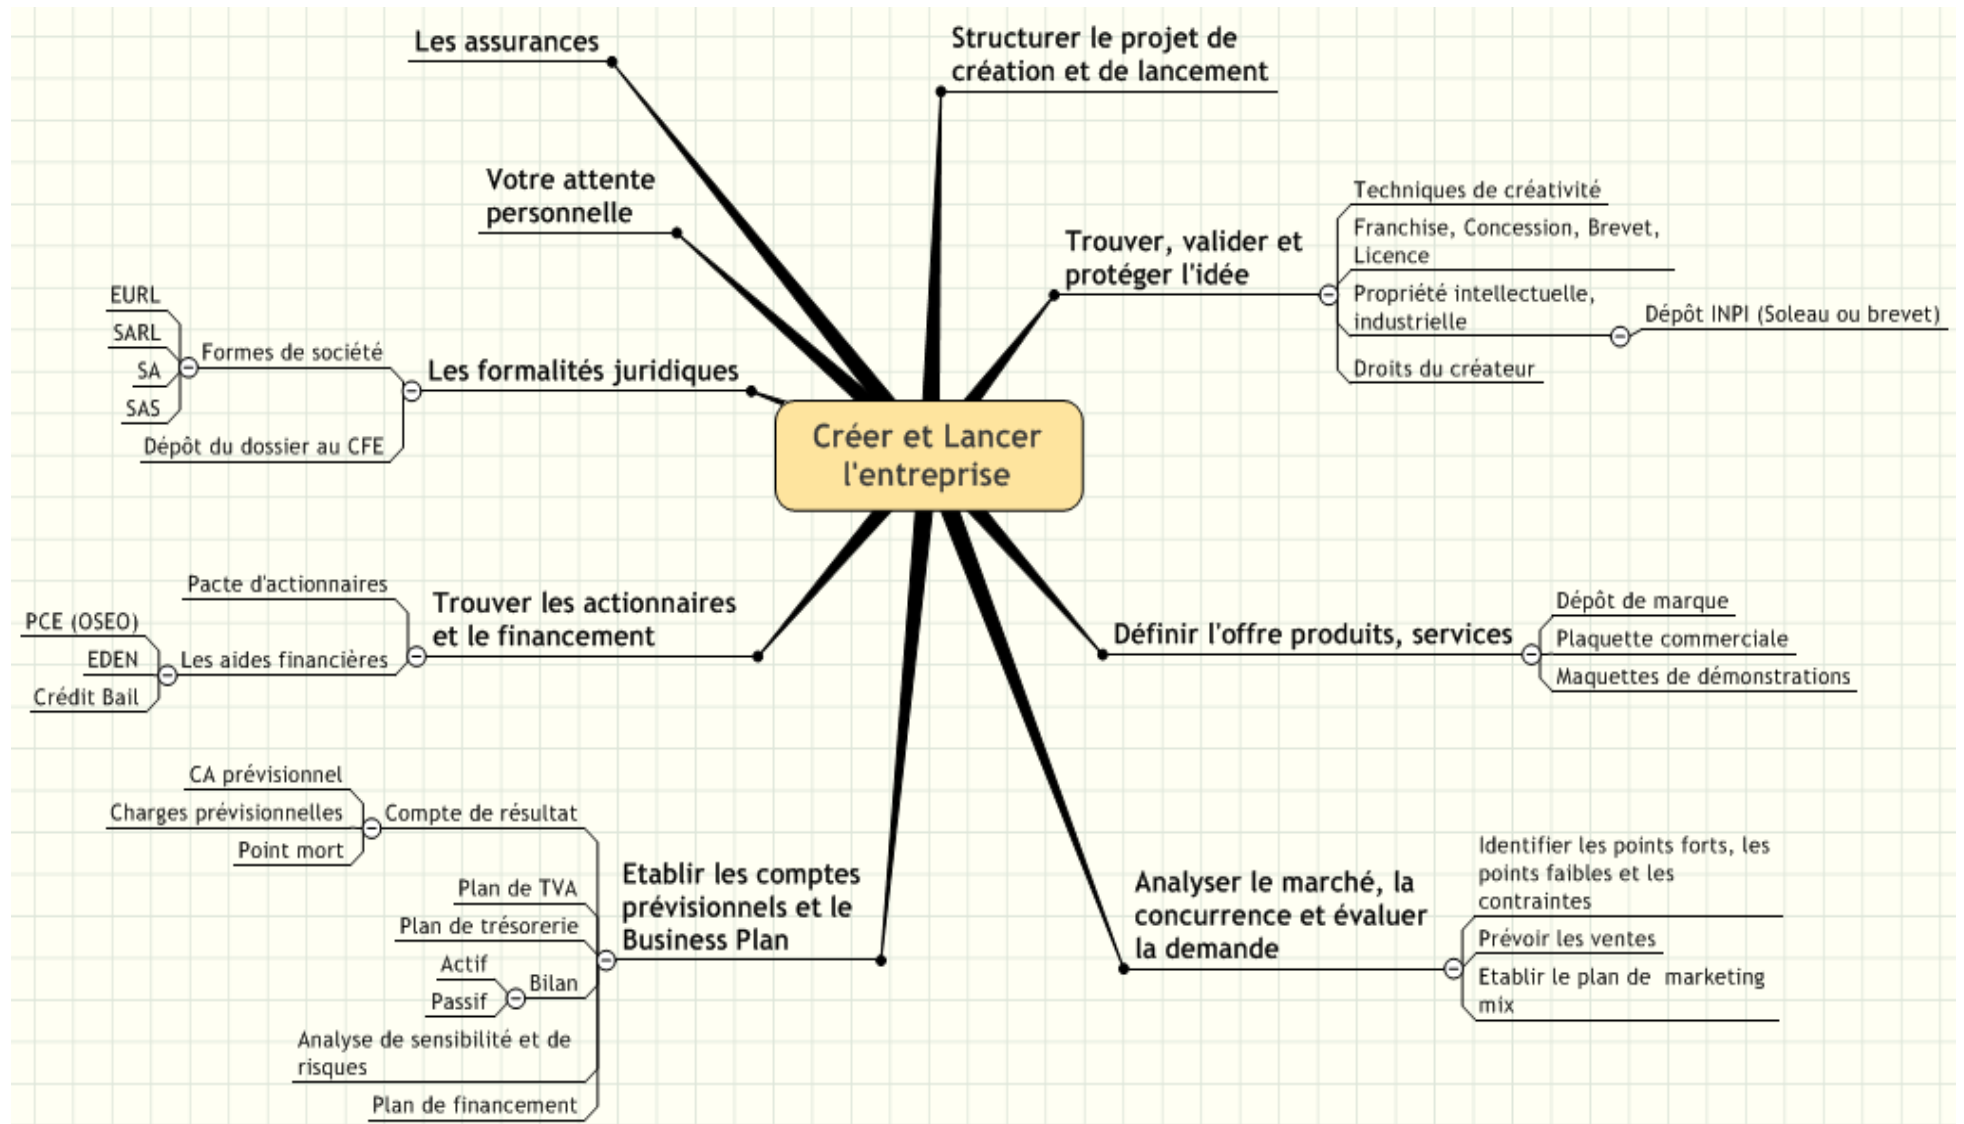 Créer et Lancer
l'entreprise
Structurer le projet de
création et de lancement
Trouver, valider et
protéger l'idée
Techniques de créativité
Franchise, Concession, Brevet,
Licence
Propriété intellectuelle,
industrielle
Dépôt INPI (Soleau ou brevet)
Droits du créateur
Définir l'offre produits, services
Dépôt de marque
Plaquette commerciale
Maquettes de démonstrations
Analyser le marché, la
concurrence et évaluer
la demande
Identifier les points forts, les
points faibles et les
contraintes
Prévoir les ventes
Etablir le plan de  marketing
mix
Etablir les comptes
prévisionnels et le
Business Plan
Compte de résultat
CA prévisionnel
Charges prévisionnelles
Point mort
Plan de TVA
Plan de trésorerie
Bilan
Actif
Passif
Analyse de sensibilité et de
risques
Plan de financement
Trouver les actionnaires
et le financement
Pacte d'actionnaires
Les aides financières
PCE (OSEO)
EDEN
Crédit Bail
Les formalités juridiques
Formes de société
EURL
SARL
SA
SAS
Dépôt du dossier au CFE
Votre attente
personnelle
Les assurances